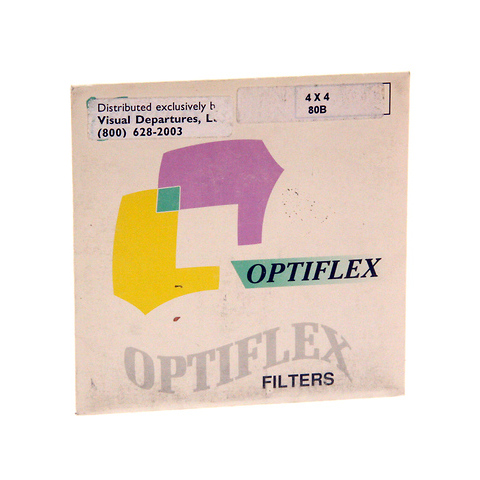 Distributed exclusively b
Visual Departures, L
(800) 628-2003
4 X 4
80B
OPTIFLEX
OPTIFLEX
FILTERS